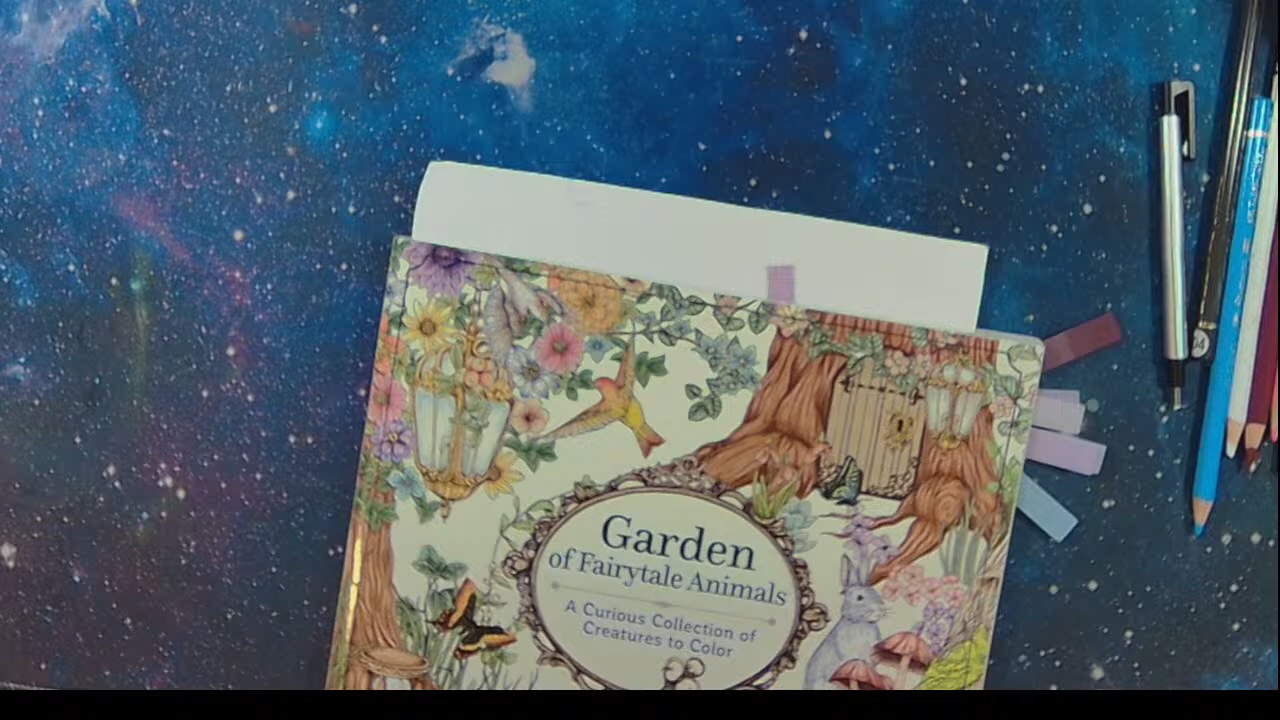 Garden
of Fairytale Animals
A Curious Collection of
Creatures to Color